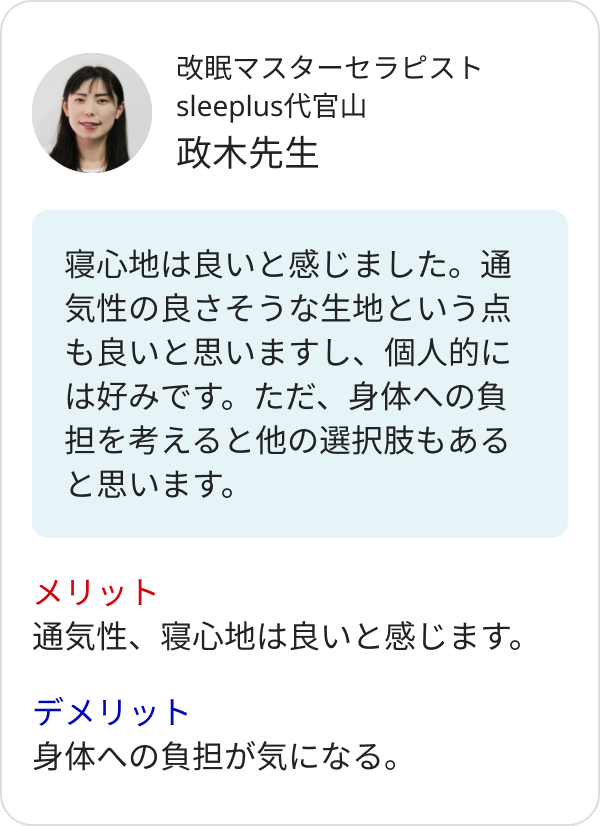 改眠マスターセラピスト
sleeplus代官山
政木先生
寝心地は良いと感じました。通
気性の良さそうな生地という点
も良いと思いますし、個人的に
は好みです。ただ、身体への負
担を考えると他の選択肢もある
と思います。
メリット
通気性、寝心地は良いと感じます。
デメリット
身体への負担が気になる。